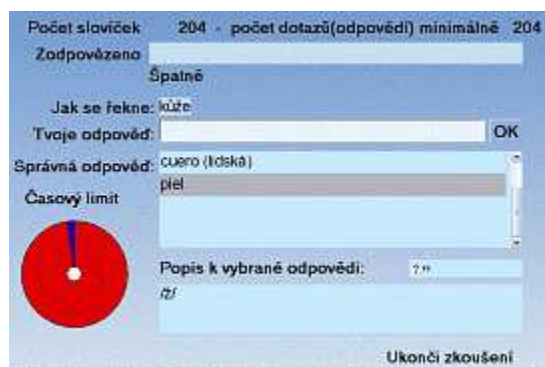 Počet slovíček 204 - počet dotazů(odpovědí) minimálně 204
Zodpovězeno
Špatně
Jak se řekne: kůže
Tvoje odpověď: OK
Správná odpověď: cuero (lidská)
piel
Časový limit
Popis k vybrané odpovědi:
/ž/
Ukonči zkoušení